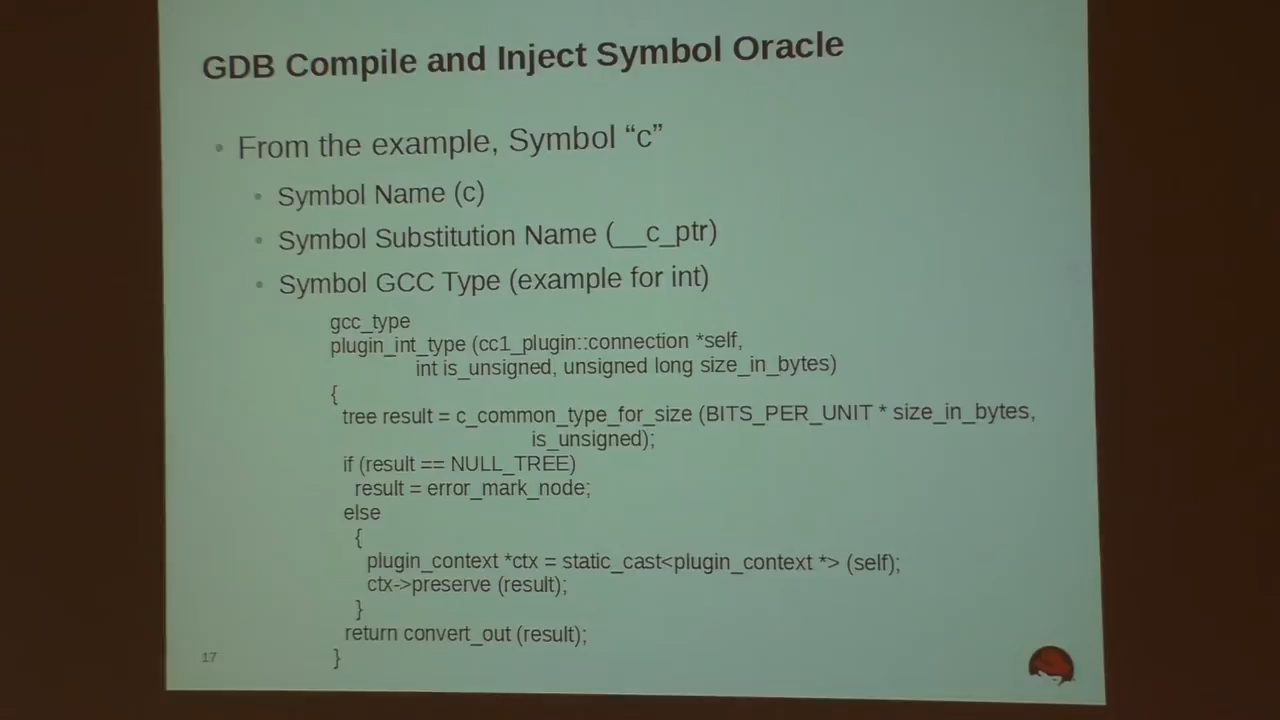 GDB Compile and Inject Symbol Oracle
• From the example, Symbol “c”
• Symbol Name (c)
• Symbol Substitution Name (__c_ptr)
• Symbol GCC Type (example for int)
gcc_type
plugin_int_type (cc1_plugin::connection *self,
int is_unsigned, unsigned long size_in_bytes)
{
tree result = c_common_type_for_size (BITS_PER_UNIT * size_in_bytes,
is_unsigned);
if (result == NULL_TREE)
result = error_mark_node;
else
{
plugin_context *ctx = static_cast<plugin_context *> (self);
ctx->preserve (result);
}
return convert_out (result);
}
17